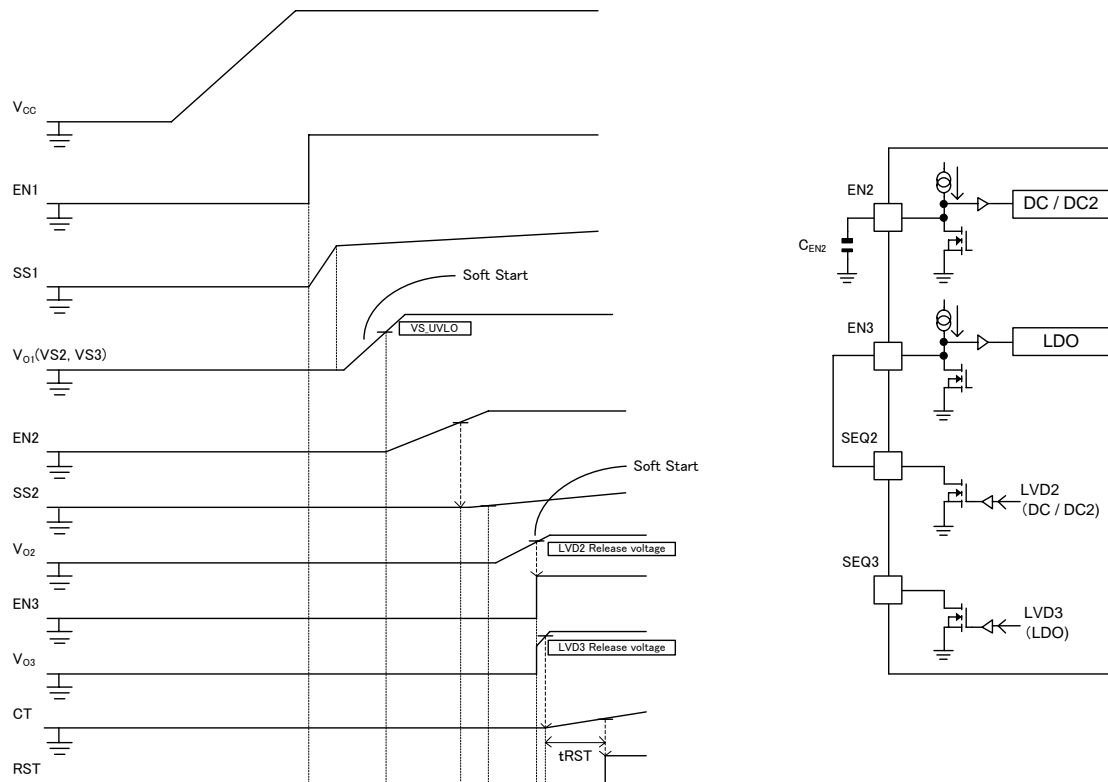 VCC
EN1
SS1
Soft Start
VS_UVLO
VO1(VS2, VS3)
EN2
SS2
Soft Start
VO2
LVD2 Release voltage
EN3
VO3
LVD3 Release voltage
CT
tRST
RST
EN2
DC / DC2
CEN2
EN3
LDO
SEQ2
LVD2
(DC / DC2)
SEQ3
LVD3
(LDO)